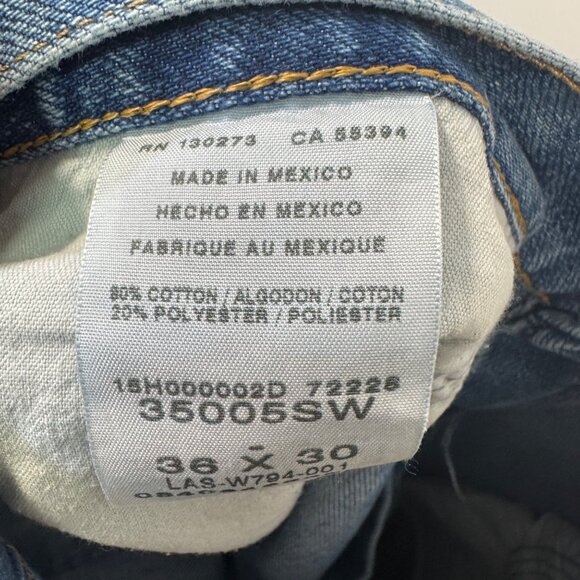 RN 130273 CA 55394
MADE IN MEXICO
HECHO EN MEXICO
FABRIQUE AU MEXIQUE
80% COTTON / ALGODON / COTON
20% POLYESTER / POLIESTER
15H000002D 72228
35005SW
36 X 30
LAS-W794-001